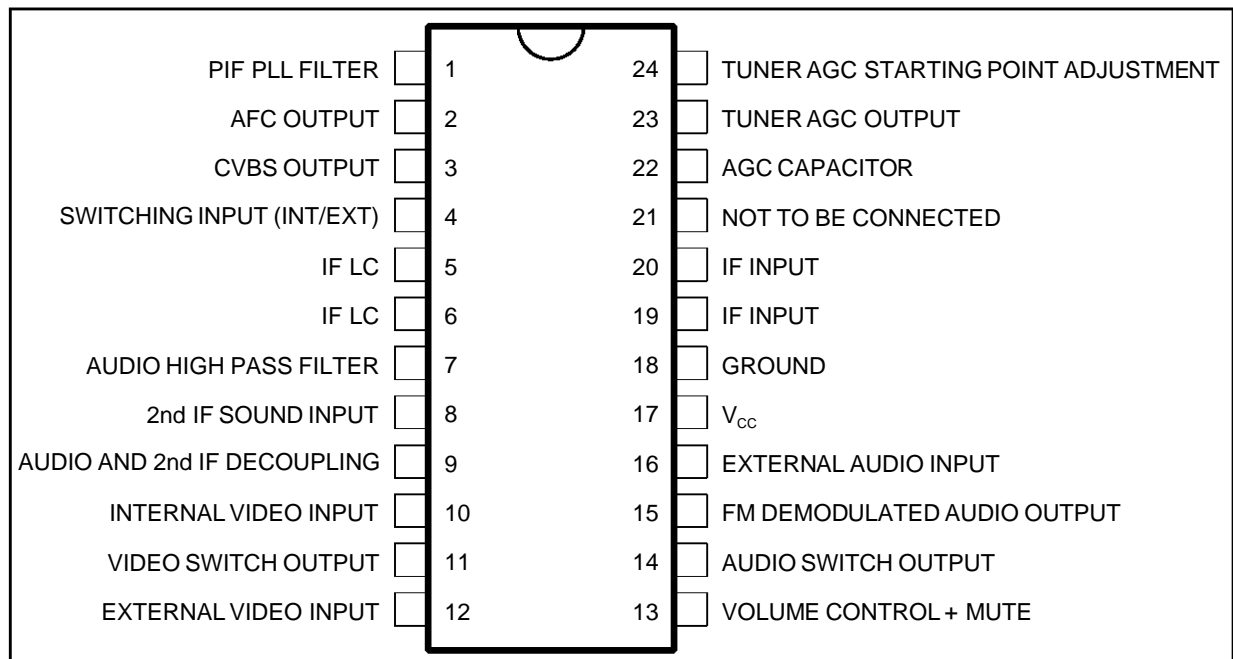 PIF PLL FILTER 1 24 TUNER AGC STARTING POINT ADJUSTMENT
AFC OUTPUT 2 23 TUNER AGC OUTPUT
CVBS OUTPUT 3 22 AGC CAPACITOR
SWITCHING INPUT (INT/EXT) 4 21 NOT TO BE CONNECTED
IF LC 5 20 IF INPUT
IF LC 6 19 IF INPUT
AUDIO HIGH PASS FILTER 7 18 GROUND
2nd IF SOUND INPUT 8 17 VCC
AUDIO AND 2nd IF DECOUPLING 9 16 EXTERNAL AUDIO INPUT
INTERNAL VIDEO INPUT 10 15 FM DEMODULATED AUDIO OUTPUT
VIDEO SWITCH OUTPUT 11 14 AUDIO SWITCH OUTPUT
EXTERNAL VIDEO INPUT 12 13 VOLUME CONTROL + MUTE